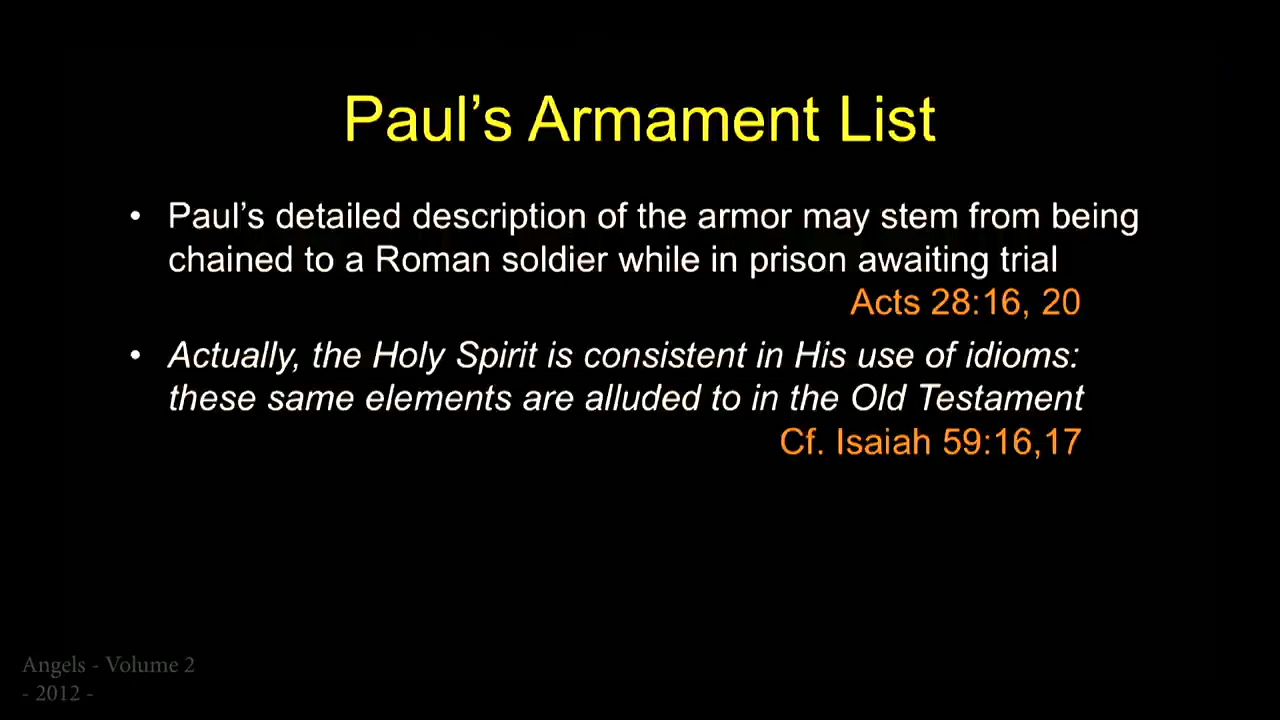 Paul’s Armament List
• Paul’s detailed description of the armor may stem from being
chained to a Roman soldier while in prison awaiting trial
Acts 28:16, 20
• Actually, the Holy Spirit is consistent in His use of idioms:
these same elements are alluded to in the Old Testament
Cf. Isaiah 59:16,17
Angels - Volume 2
- 2012 -